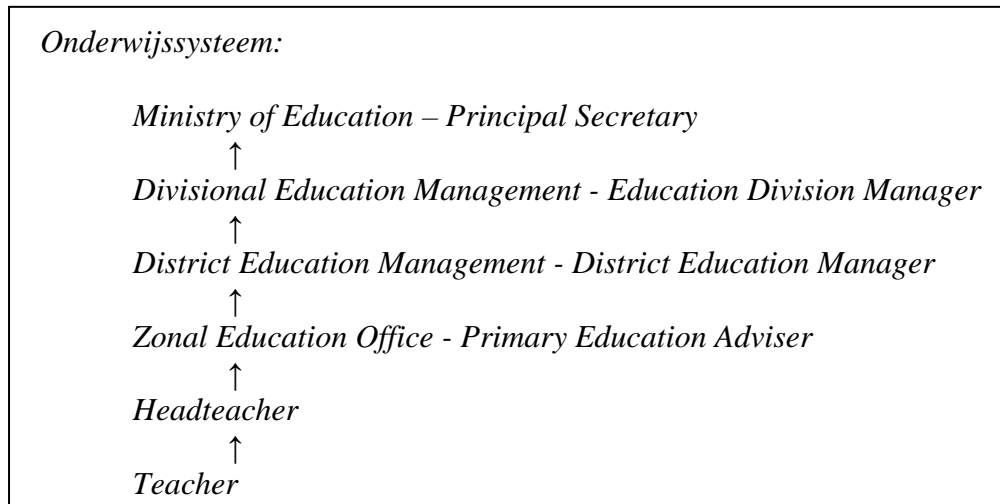 Onderwijssysteem:
Ministry of Education – Principal Secretary
↑
Divisional Education Management - Education Division Manager
↑
District Education Management - District Education Manager
↑
Zonal Education Office - Primary Education Adviser
↑
Headteacher
↑
Teacher